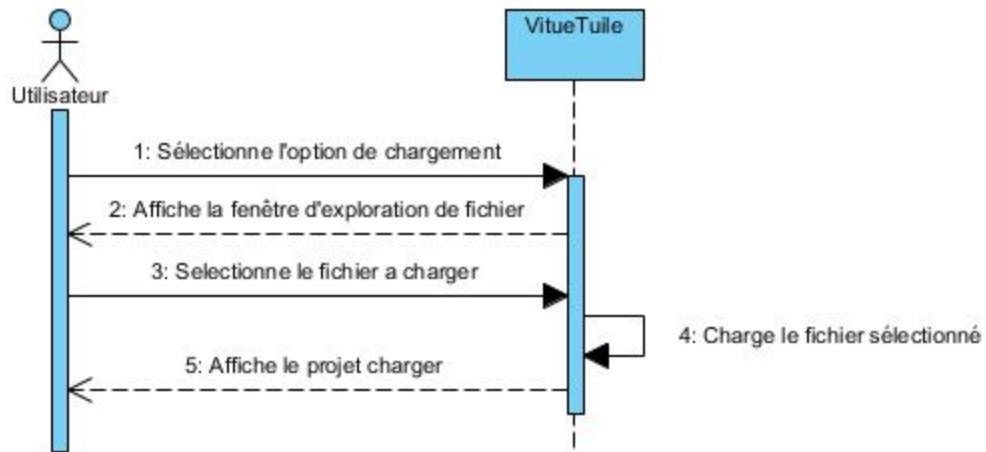 VitueTuile
Utilisateur
1: Sélectionne l'option de chargement
2: Affiche la fenêtre d'exploration de fichier
3: Selectionne le fichier a charger
4: Charge le fichier sélectionné
5: Affiche le projet charger